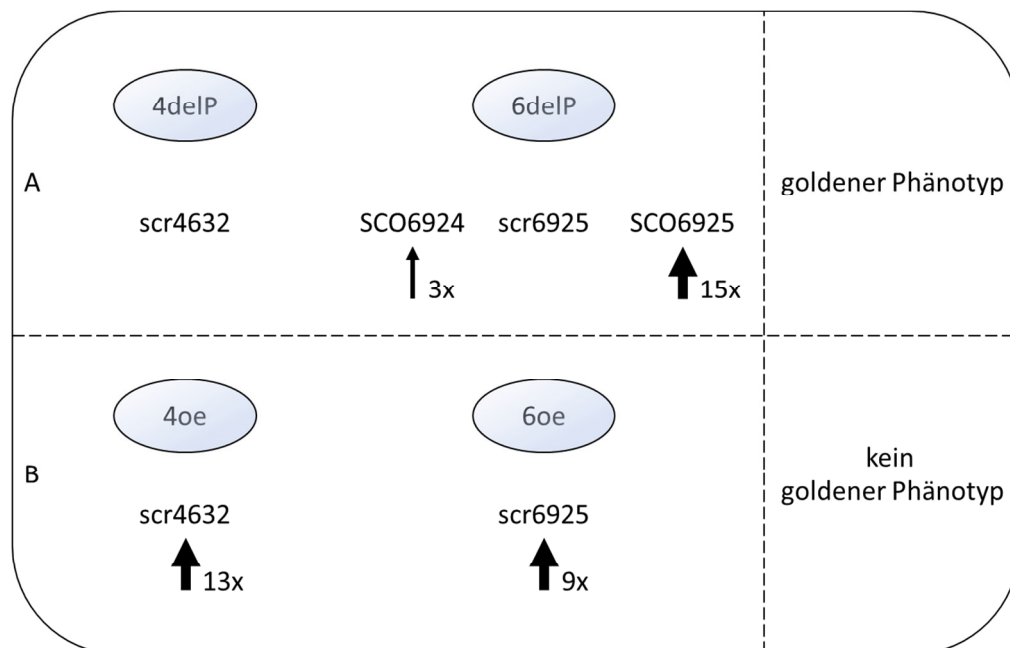 4delP 6delP
A
scr4632 SCO6924 scr6925 SCO6925
3x 15x
goldener Phänotyp
4oe 6oe
B
scr4632 scr6925
13x 9x
kein
goldener Phänotyp